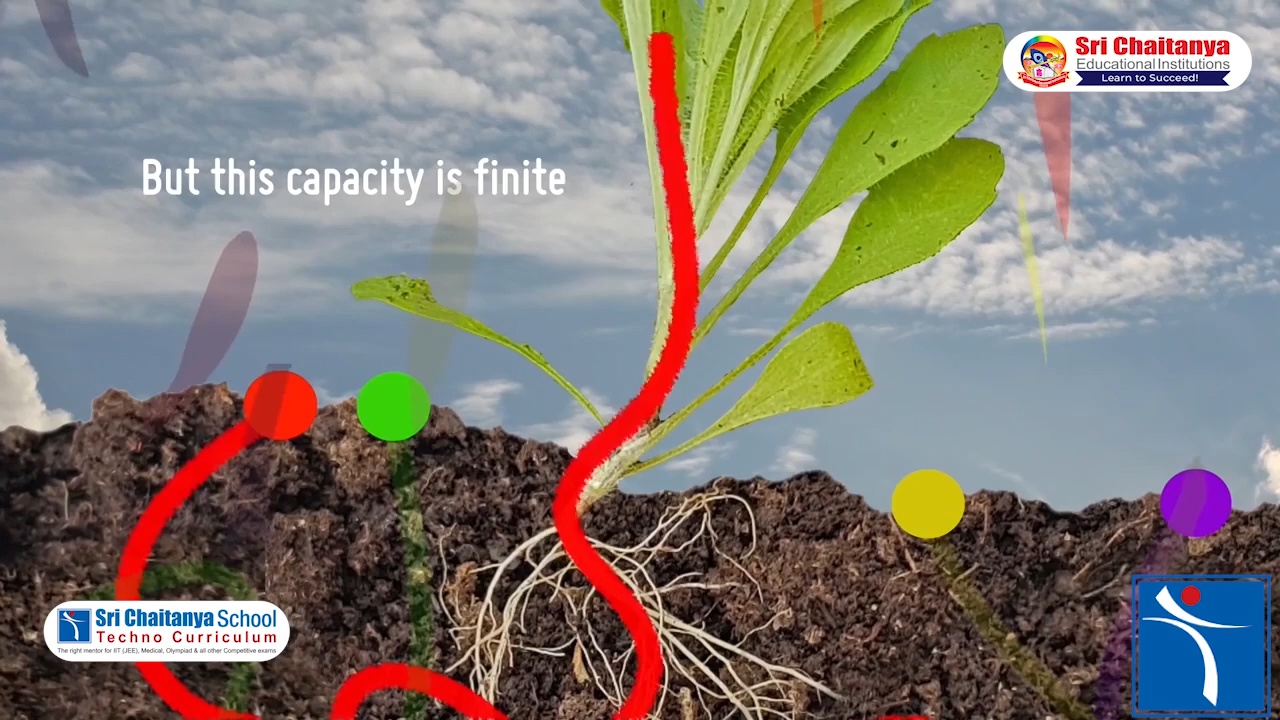 Sri Chaitanya
Educational Institutions
Learn to Succeed!
But this capacity is finite
Sri Chaitanya School
Techno Curriculum
The right mentor for IIT (JEE), Medical, Olympiad & all other Competitive exams